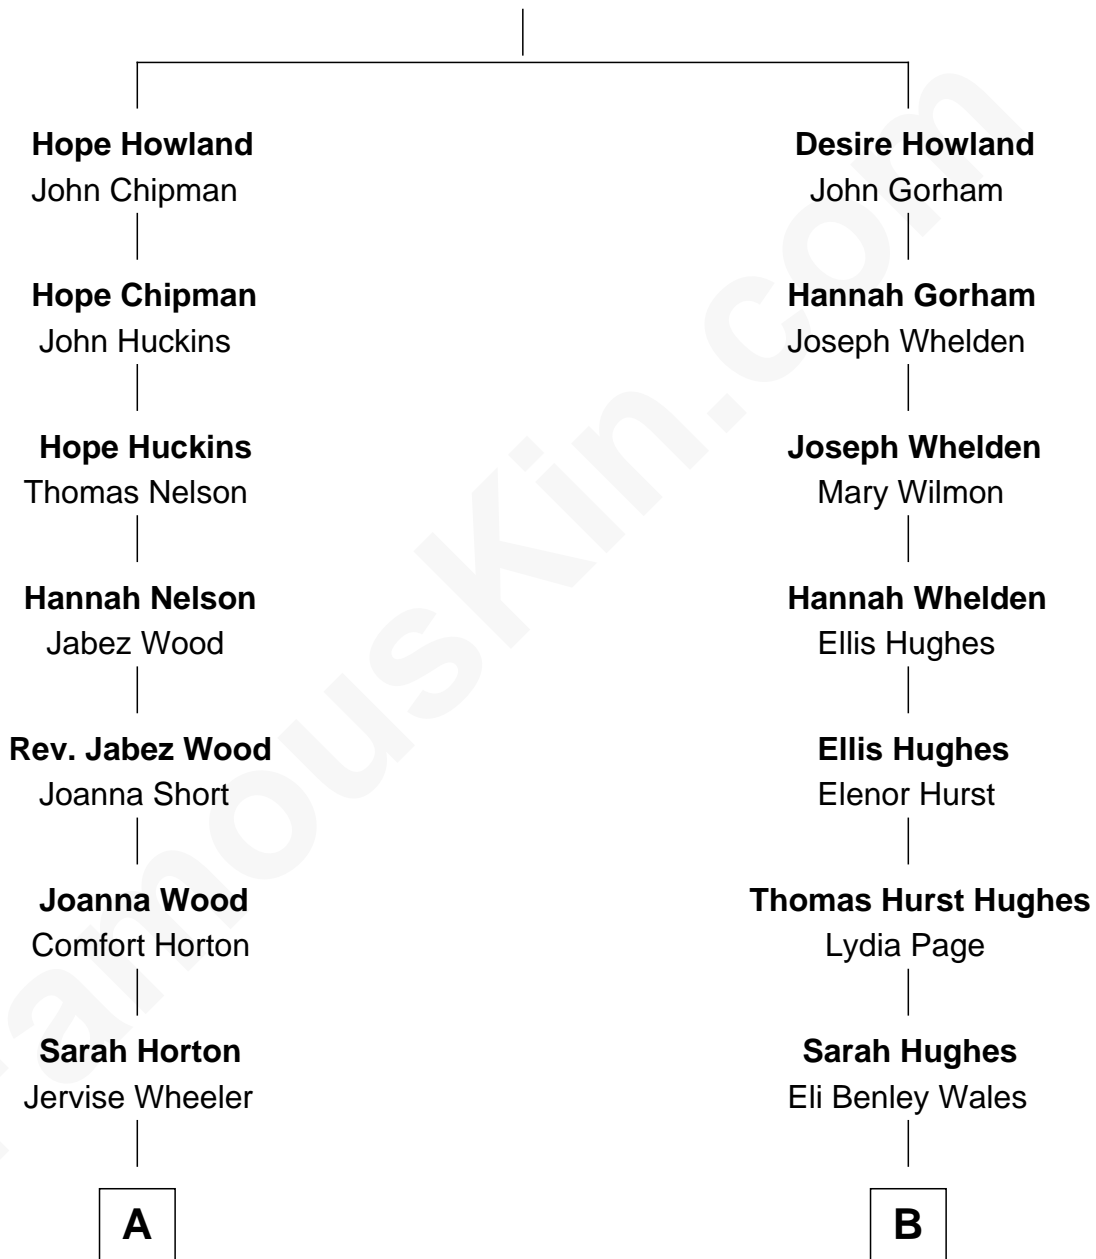 Hope Howland
John Chipman
Hope Chipman
John Huckins
Hope Huckins
Thomas Nelson
Hannah Nelson
Jabez Wood
Rev. Jabez Wood
Joanna Short
Joanna Wood
Comfort Horton
Sarah Horton
Jervise Wheeler
A
Desire Howland
John Gorham
Hannah Gorham
Joseph Whelden
Joseph Whelden
Mary Wilmon
Hannah Whelden
Ellis Hughes
Ellis Hughes
Elenor Hurst
Thomas Hurst Hughes
Lydia Page
Sarah Hughes
Eli Benley Wales
B
FamousKin.com